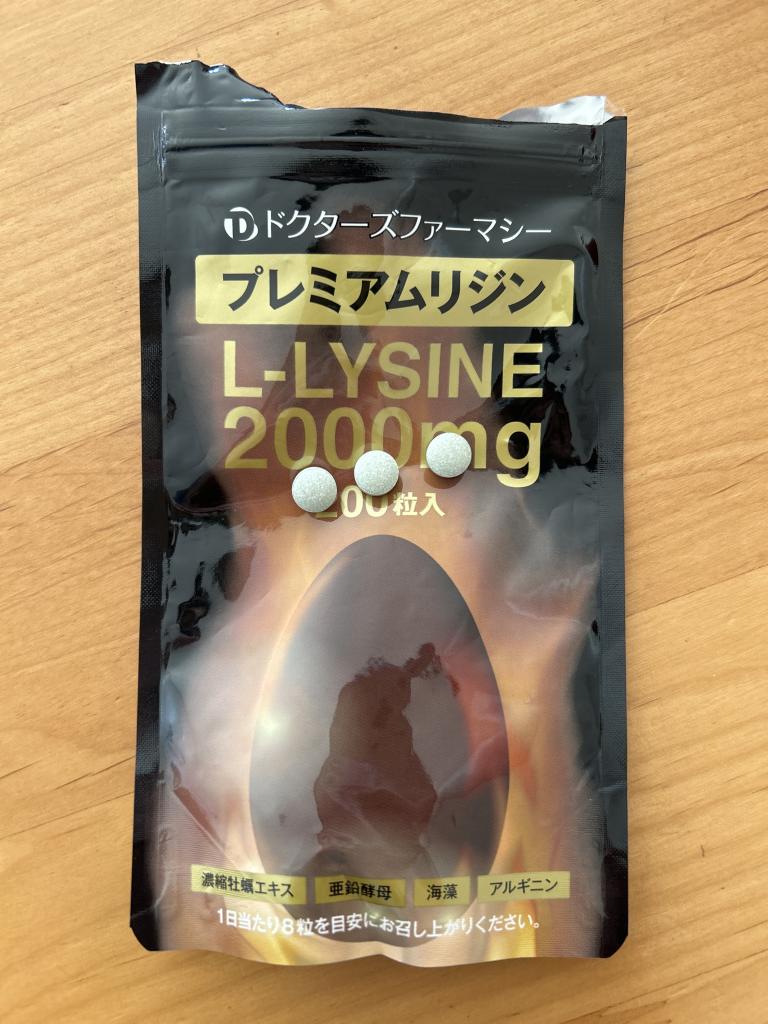 ドクターズファーマシー
プレミアムリジン
L-LYSINE
2000mg
200粒入
濃縮牡蠣エキス 亜鉛酵母 海藻 アルギニン
1日当たり8粒を目安にお召し上がりください。